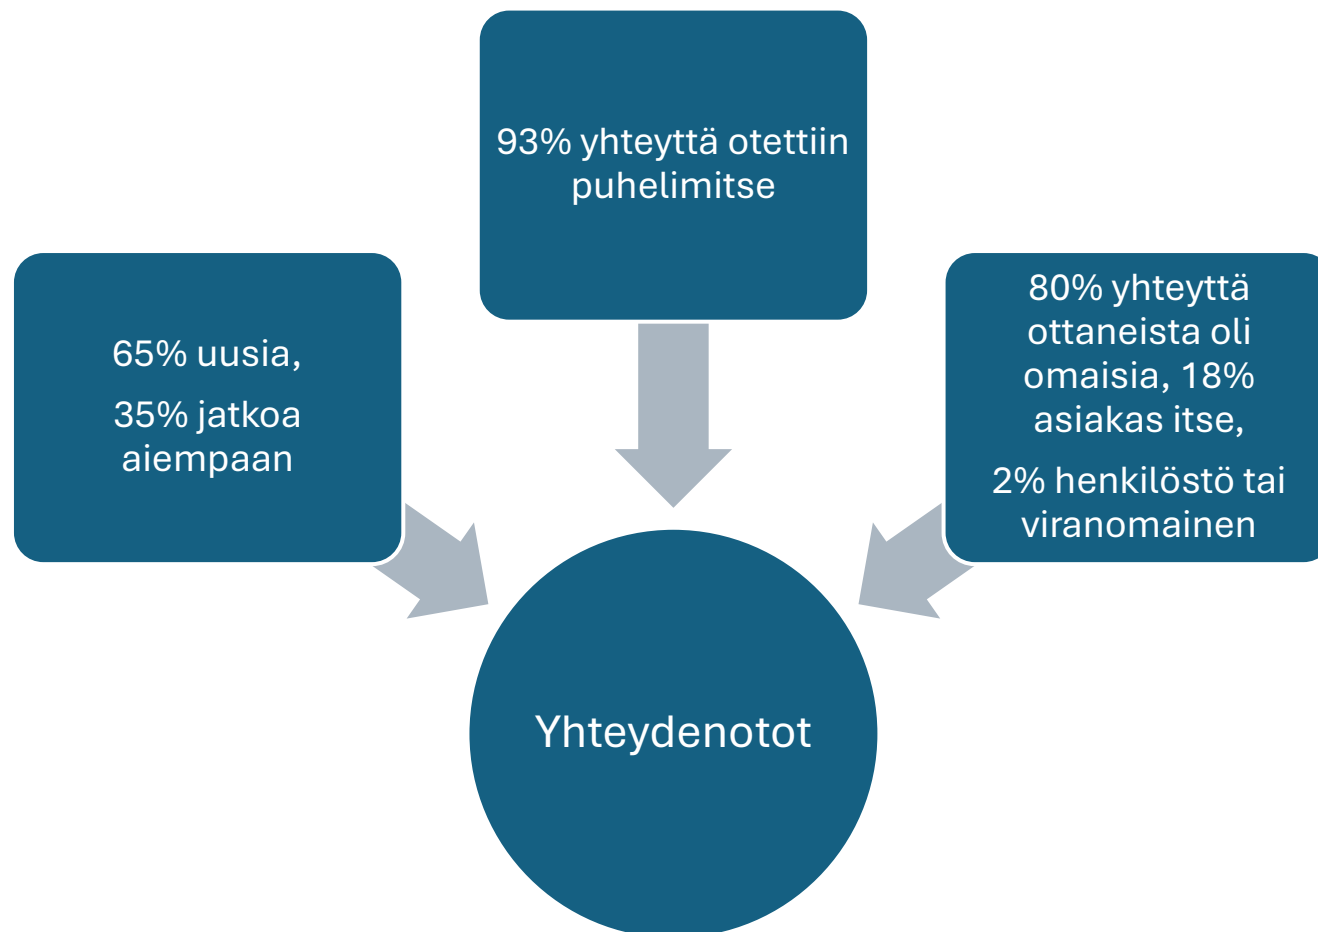 93% yhteyttä otettiin
puhelimitse
65% uusia,
35% jatkoa
aiempaan
80% yhteyttä
ottaneista oli
omaisia, 18%
asiakas itse,
2% henkilöstö tai
viranomainen
Yhteydenotot